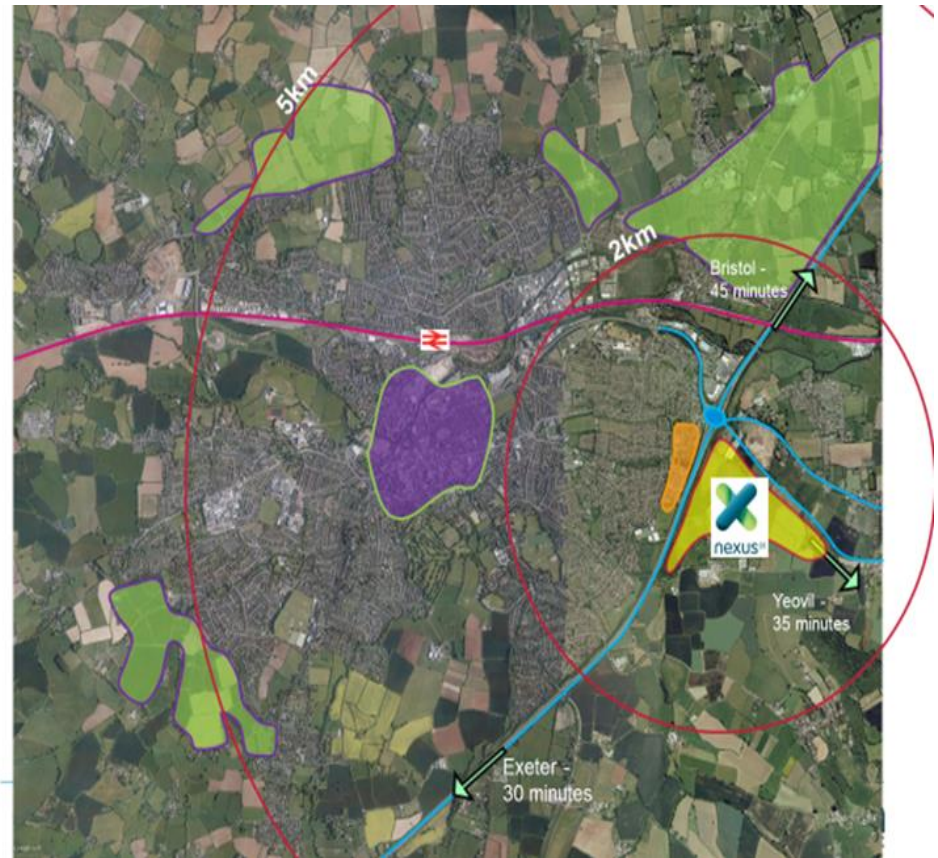 5km
2km
Bristol -
45 minutes
nexus
Yeovil -
35 minutes
Exeter -
30 minutes